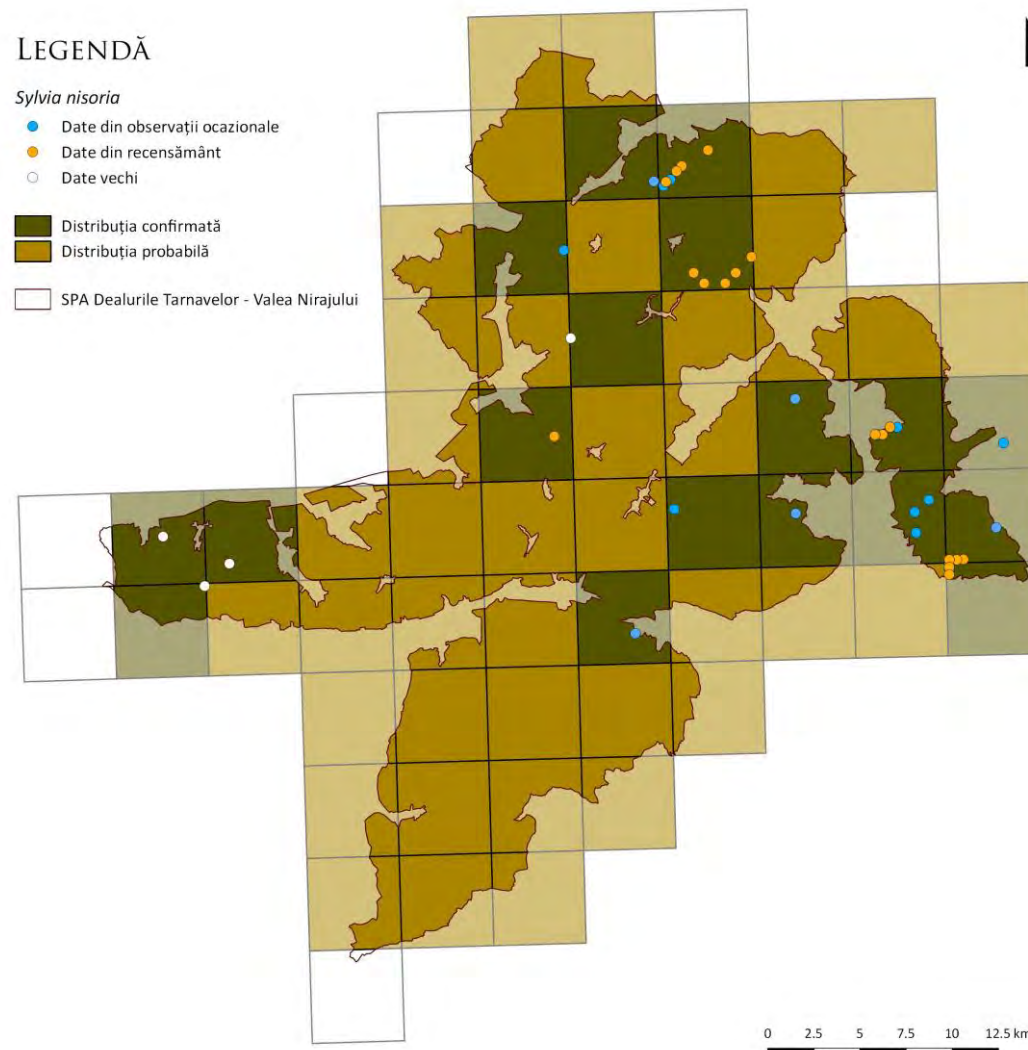 LEGENDĂ
Sylvia nisoria
Date din observații ocazionale
Date din recensământ
Date vechi
Distribuția confirmată
Distribuția probabilă
SPA Dealurile Tarnavelor - Valea Nirajului
0 2.5 5 7.5 10 12.5 km